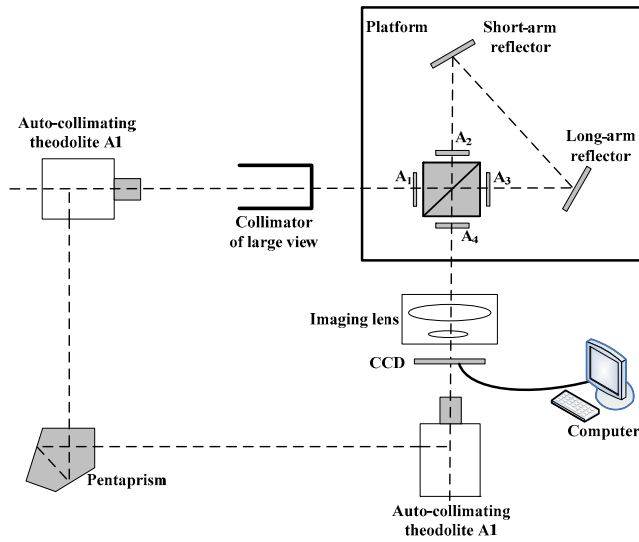 Platform
Short-arm
reflector
Auto-collimating
theodolite A1
A2
Long-arm
reflector
A1
A3
Collimator
of large view
A4
Imaging lens
CCD
Computer
Pentaprism
Auto-collimating
theodolite A1